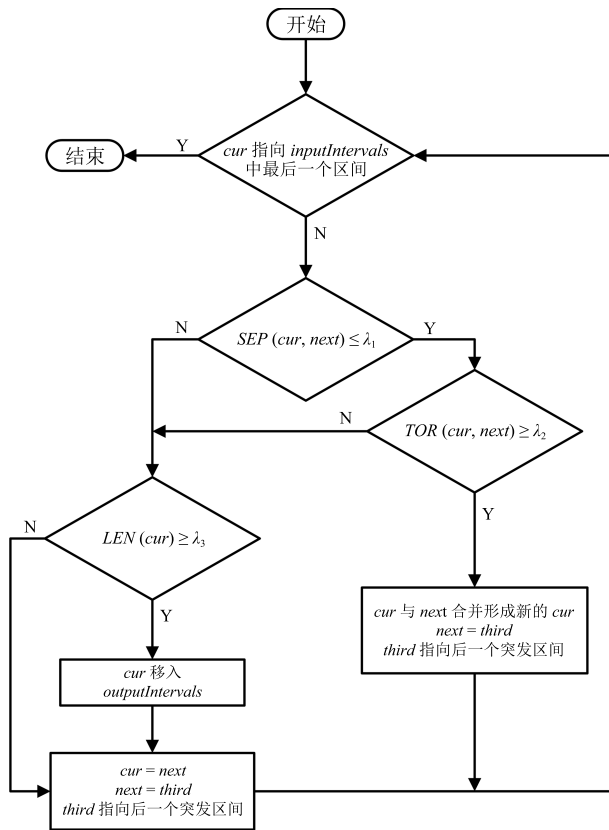 开始
cur 指向 inputIntervals
中最后一个区间
Y
结束
N
SEP (cur, next) ≤ λ1
N
Y
TOR (cur, next) ≥ λ2
N
Y
LEN (cur) ≥ λ3
N
Y
cur 与 next 合并形成新的 cur
next = third
third 指向后一个突发区间
cur 移入
outputIntervals
cur = next
next = third
third 指向后一个突发区间